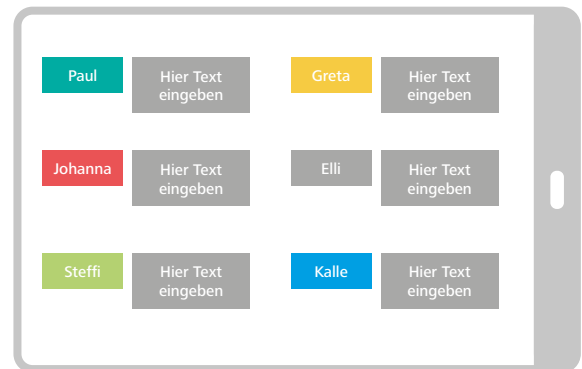 Paul
Hier Text
eingeben
Greta
Hier Text
eingeben
Johanna
Hier Text
eingeben
Elli
Hier Text
eingeben
Steffi
Hier Text
eingeben
Kalle
Hier Text
eingeben